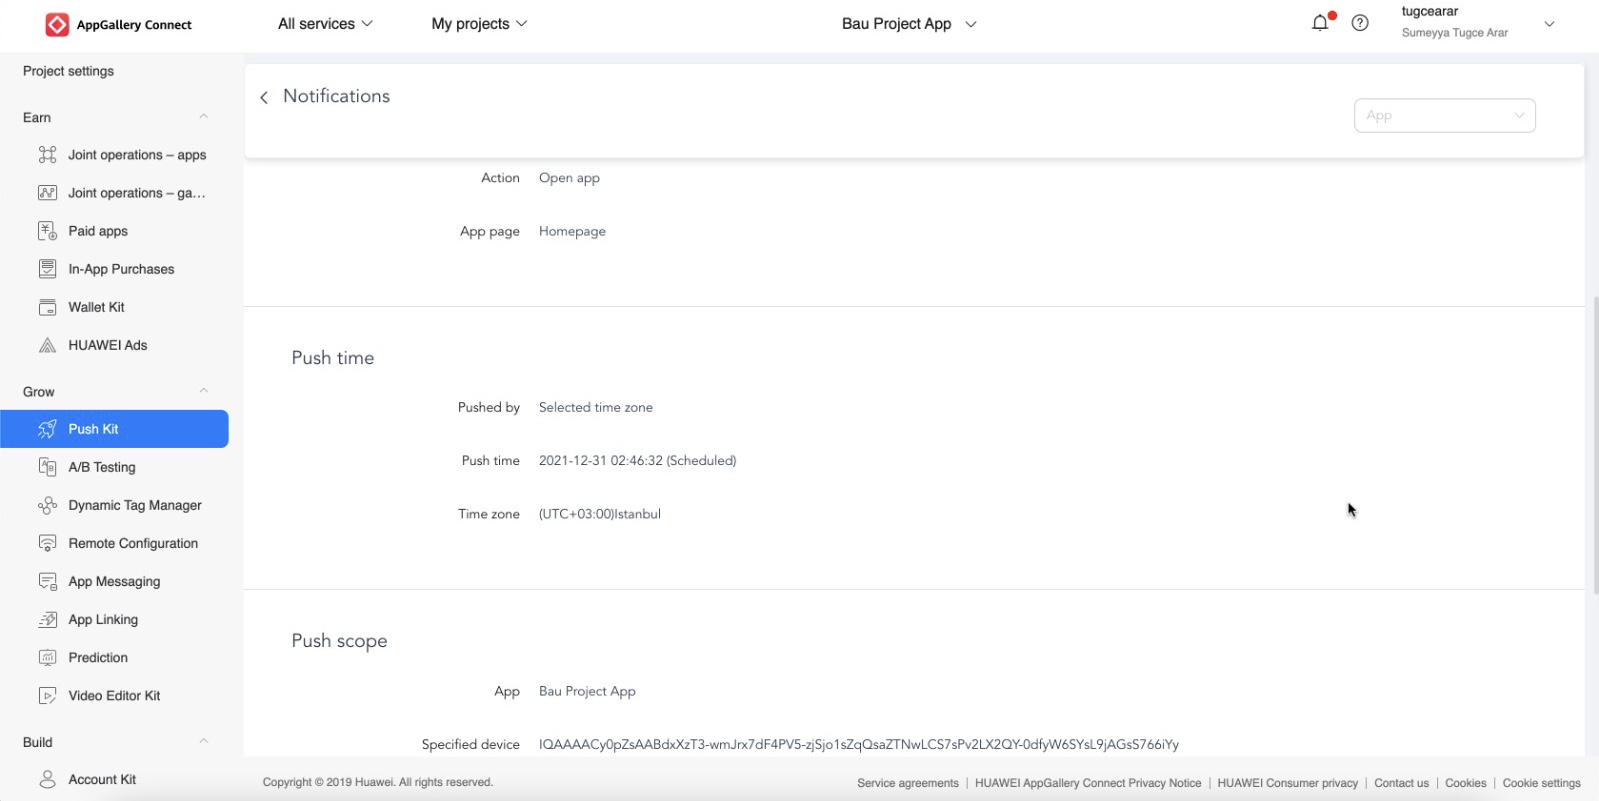 AppGallery Connect
All services
My projects
Bau Project App
tugcearar
Sumeyya Tugce Arar
Project settings
Earn
Joint operations – apps
Joint operations – ga...
Paid apps
In-App Purchases
Wallet Kit
HUAWEI Ads
Grow
Push Kit
A/B Testing
Dynamic Tag Manager
Remote Configuration
App Messaging
App Linking
Prediction
Video Editor Kit
Build
Account Kit
Notifications
App
Action Open app
App page Homepage
Push time
Pushed by Selected time zone
Push time 2021-12-31 02:46:32 (Scheduled)
Time zone (UTC+03:00)Istanbul
Push scope
App Bau Project App
Specified device IQAAAACy0pZsAABdxXzT3-wmJrx7dF4PV5-zjSjo1sZqQsaZTNwLCS7sPv2LX2QY-0dfyW6SYsL9jAGsS766iYy
Copyright © 2019 Huawei. All rights reserved.
Service agreements | HUAWEI AppGallery Connect Privacy Notice | HUAWEI Consumer privacy | Contact us | Cookies | Cookie settings